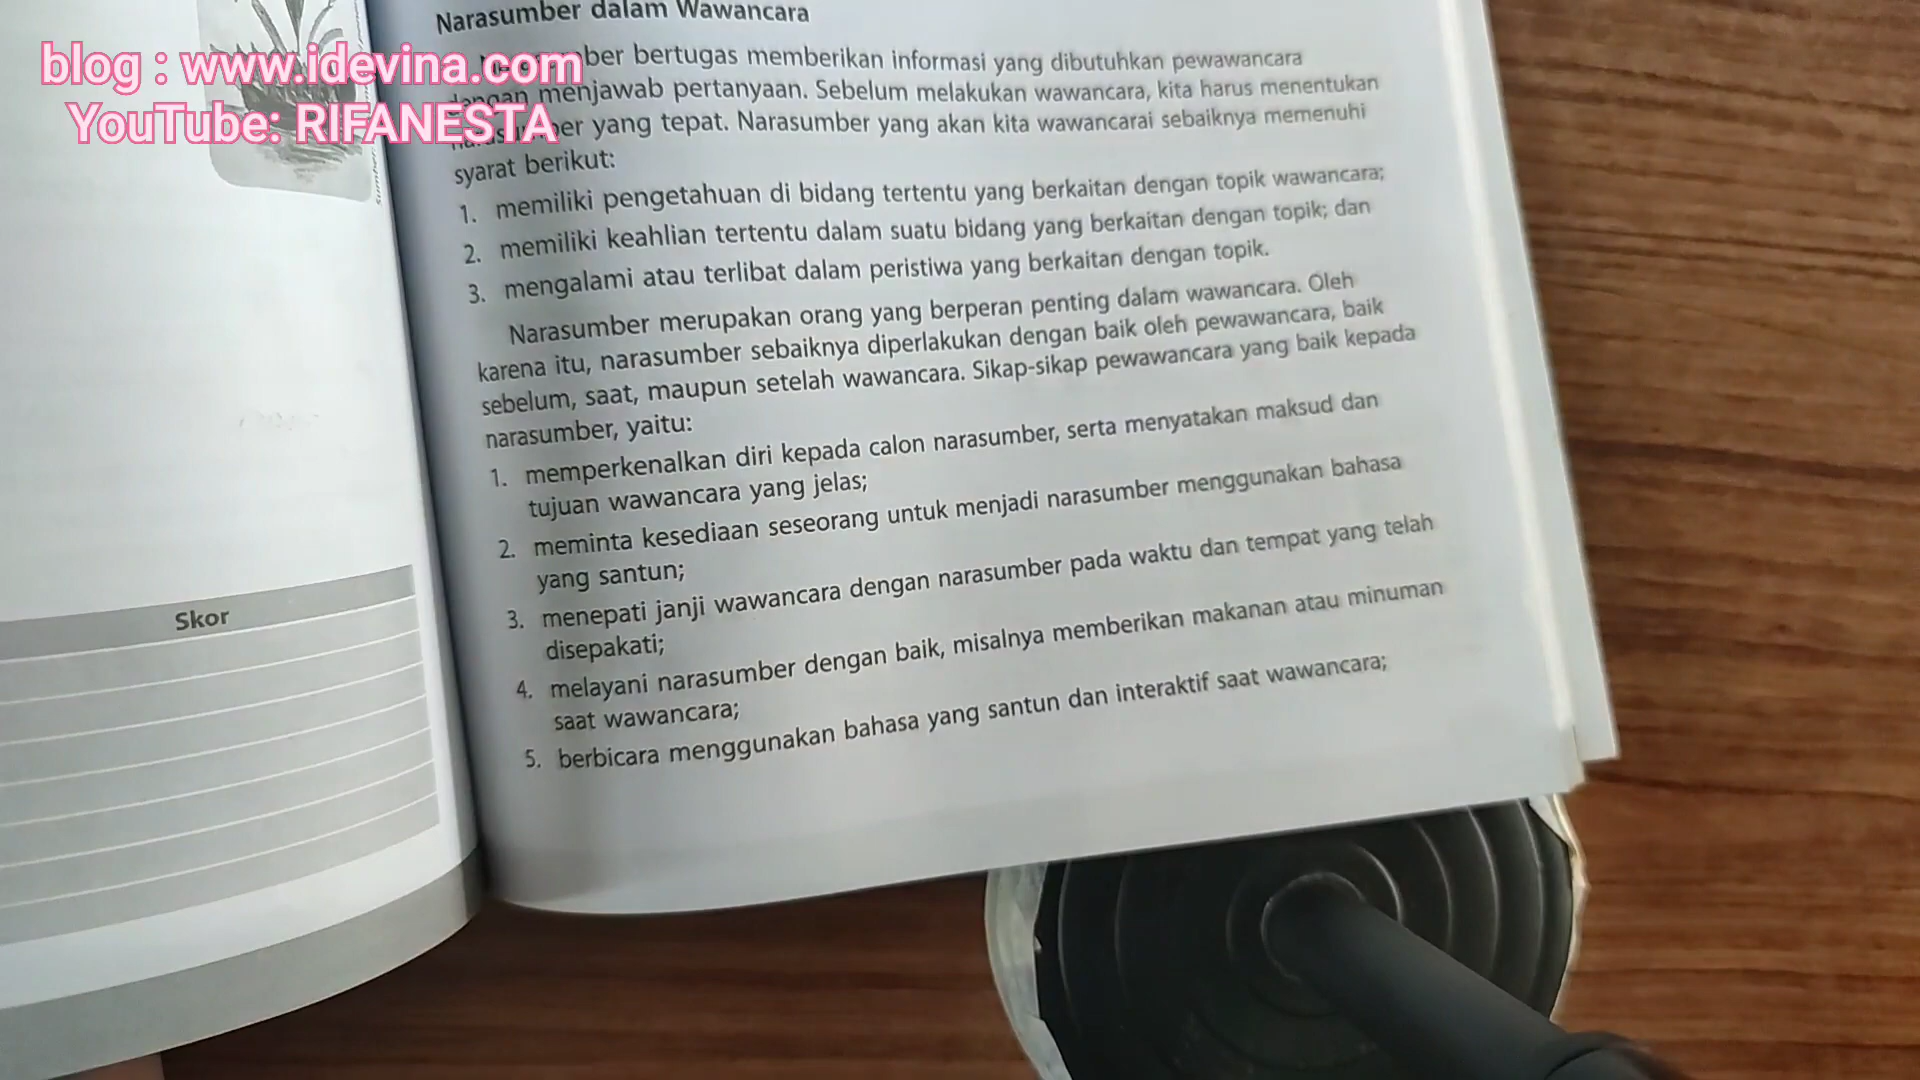 blog : www.idevina.com
YouTube: RIFANESTA
Narasumber dalam Wawancara
bertugas memberikan informasi yang dibutuhkan pewawancara
dengan menjawab pertanyaan. Sebelum melakukan wawancara, kita harus menentukan
yang tepat. Narasumber yang akan kita wawancarai sebaiknya memenuhi
syarat berikut:
1. memiliki pengetahuan di bidang tertentu yang berkaitan dengan topik wawancara;
2. memiliki keahlian tertentu dalam suatu bidang yang berkaitan dengan topik; dan
3. mengalami atau terlibat dalam peristiwa yang berkaitan dengan topik.
Narasumber merupakan orang yang berperan penting dalam wawancara. Oleh
karena itu, narasumber sebaiknya diperlakukan dengan baik oleh pewawancara, baik
sebelum, saat, maupun setelah wawancara. Sikap-sikap pewawancara yang baik kepada
narasumber, yaitu:
1. memperkenalkan diri kepada calon narasumber, serta menyatakan maksud dan
tujuan wawancara yang jelas;
2. meminta kesediaan seseorang untuk menjadi narasumber menggunakan bahasa
yang santun;
3. menepati janji wawancara dengan narasumber pada waktu dan tempat yang telah
disepakati;
4. melayani narasumber dengan baik, misalnya memberikan makanan atau minuman
saat wawancara;
5. berbicara menggunakan bahasa yang santun dan interaktif saat wawancara;
Skor